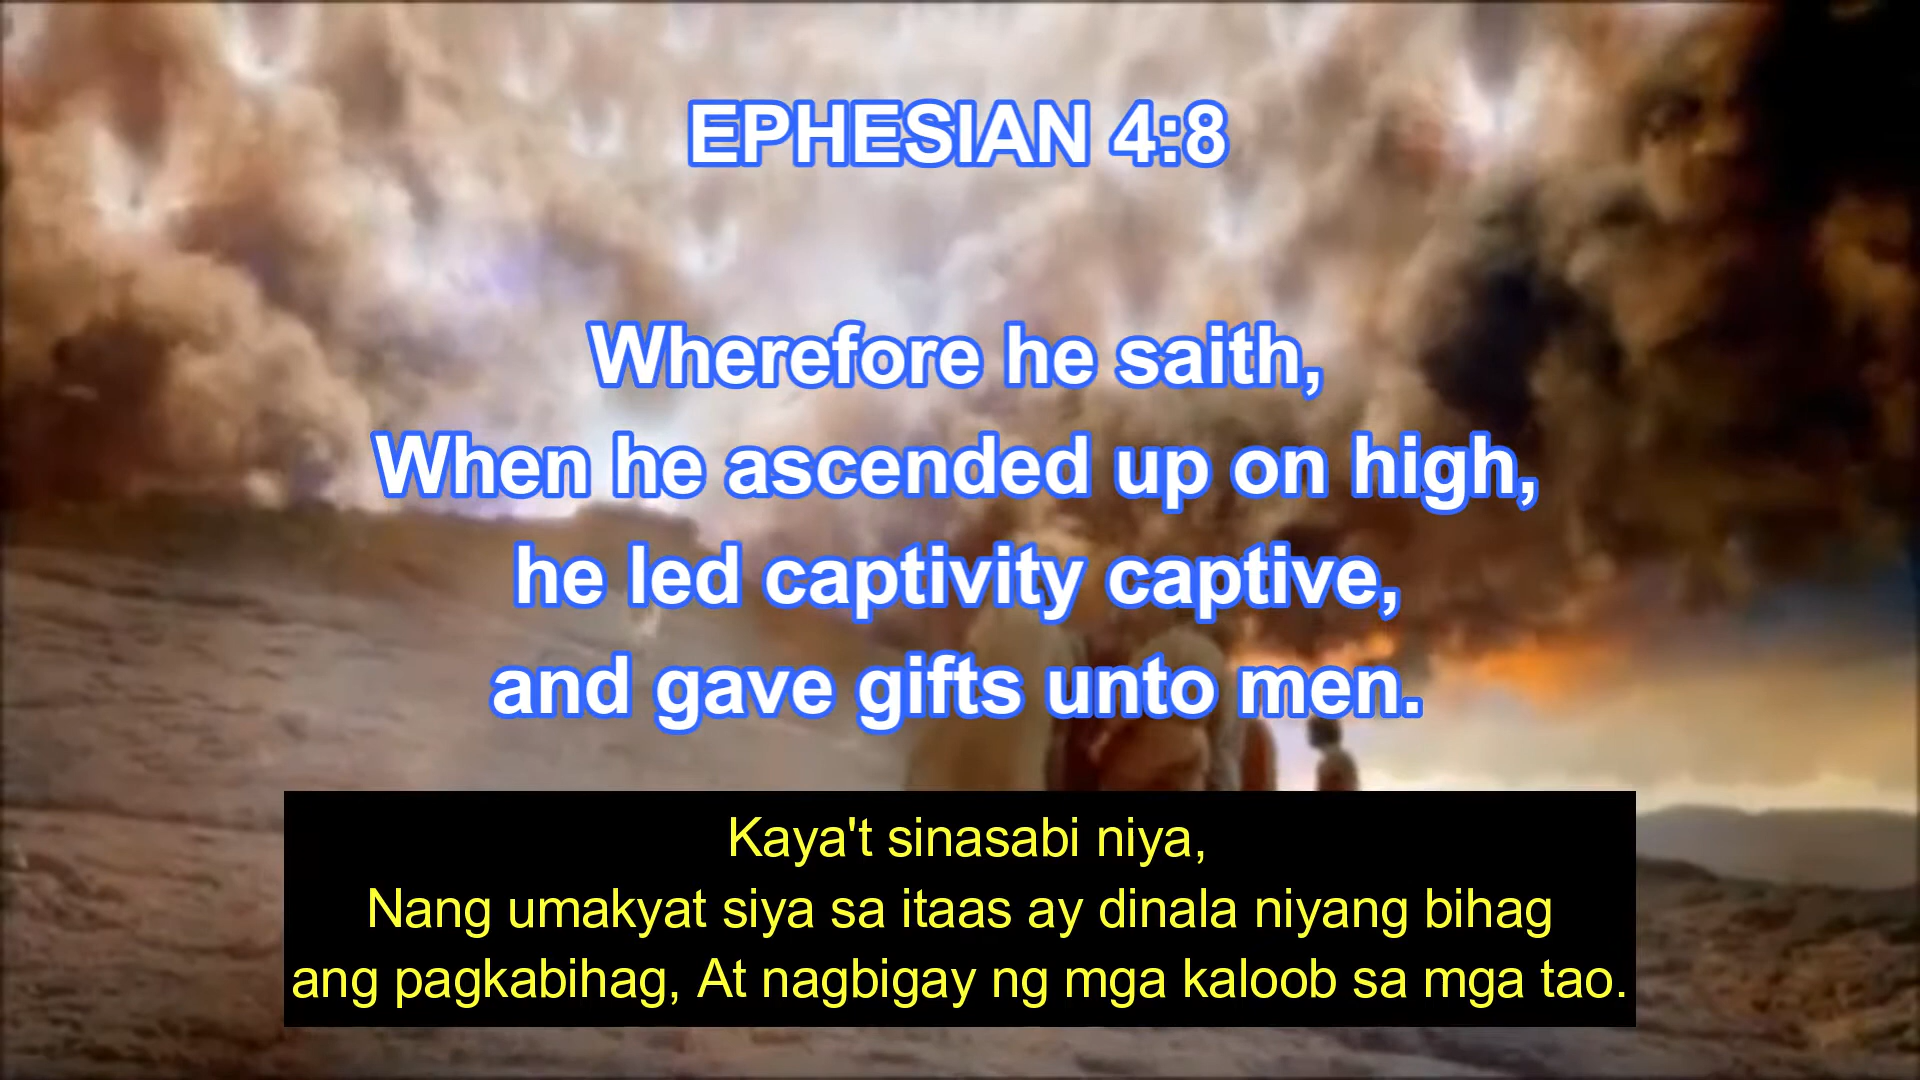 EPHESIAN 4:8
Wherefore he saith,
When he ascended up on high,
he led captivity captive,
and gave gifts unto men.
Kaya't sinasabi niya,
Nang umakyat siya sa itaas ay dinala niyang bihag
ang pagkabihag, At nagbigay ng mga kaloob sa mga tao.